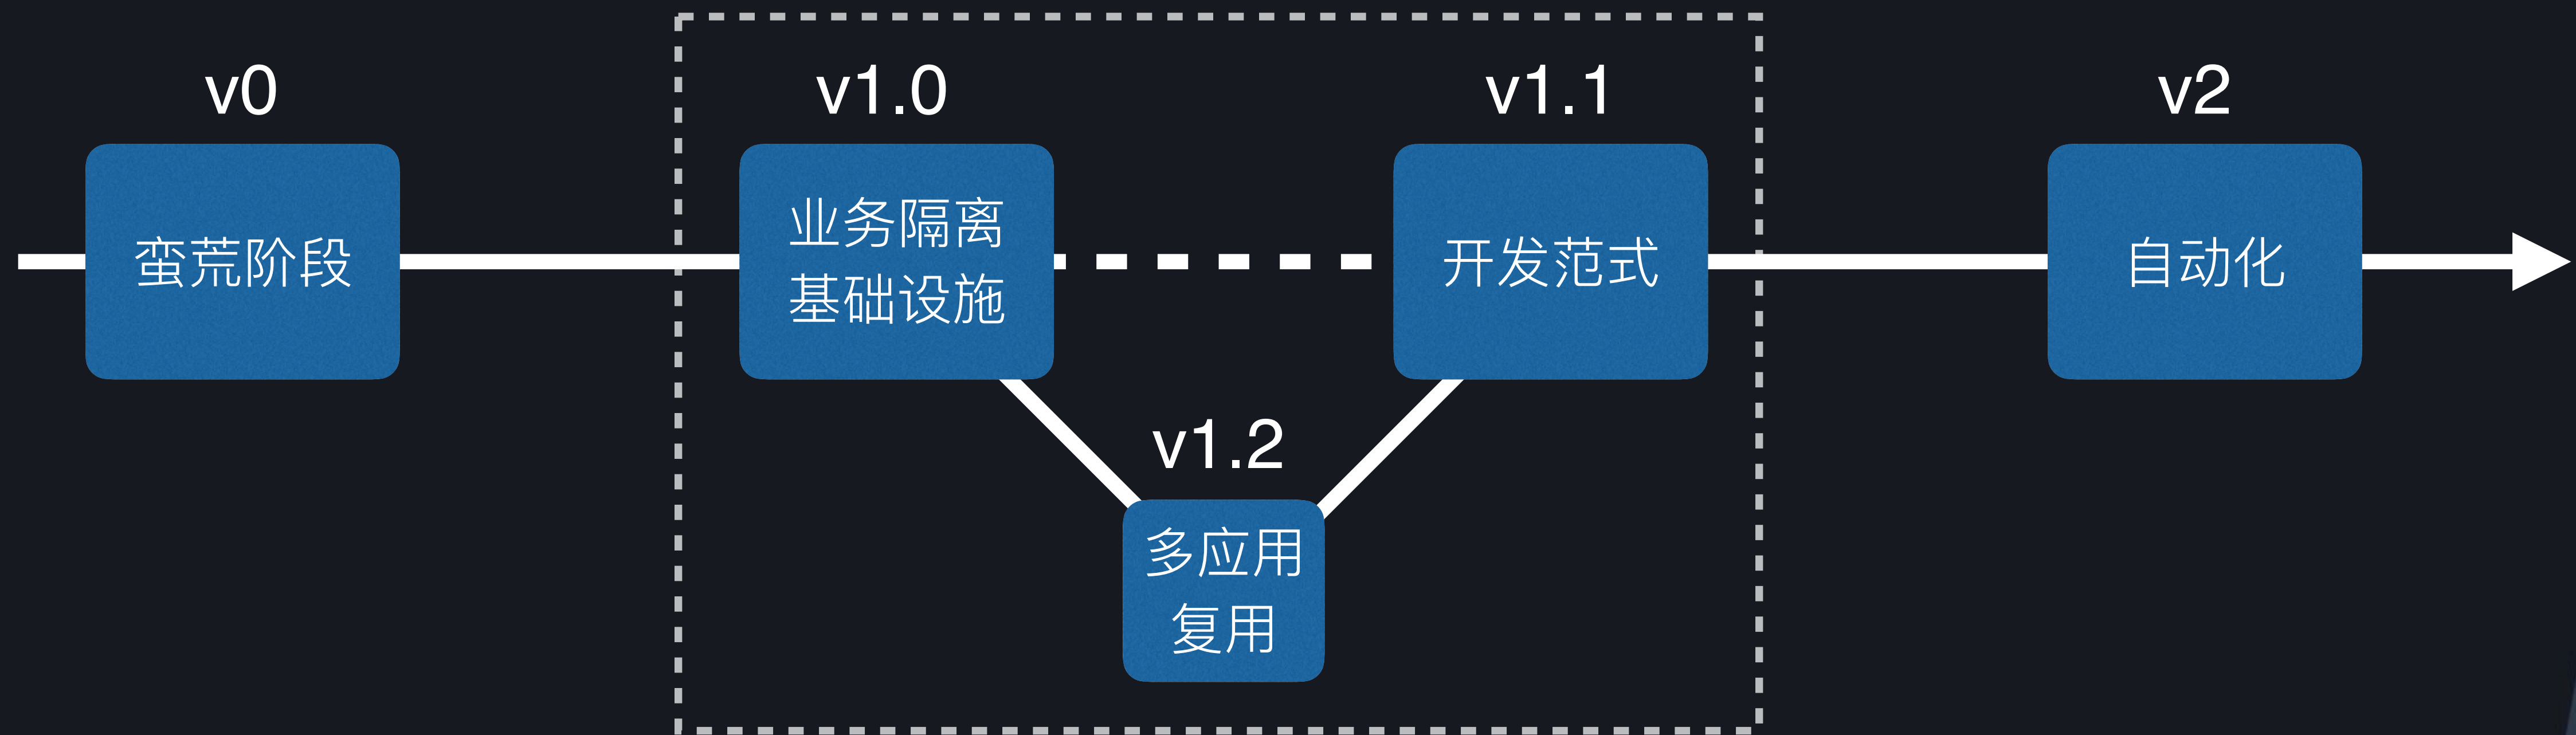 v0
蛮荒阶段
v1.0
业务隔离
基础设施
v1.1
开发范式
v1.2
多应用
复用
v2
自动化